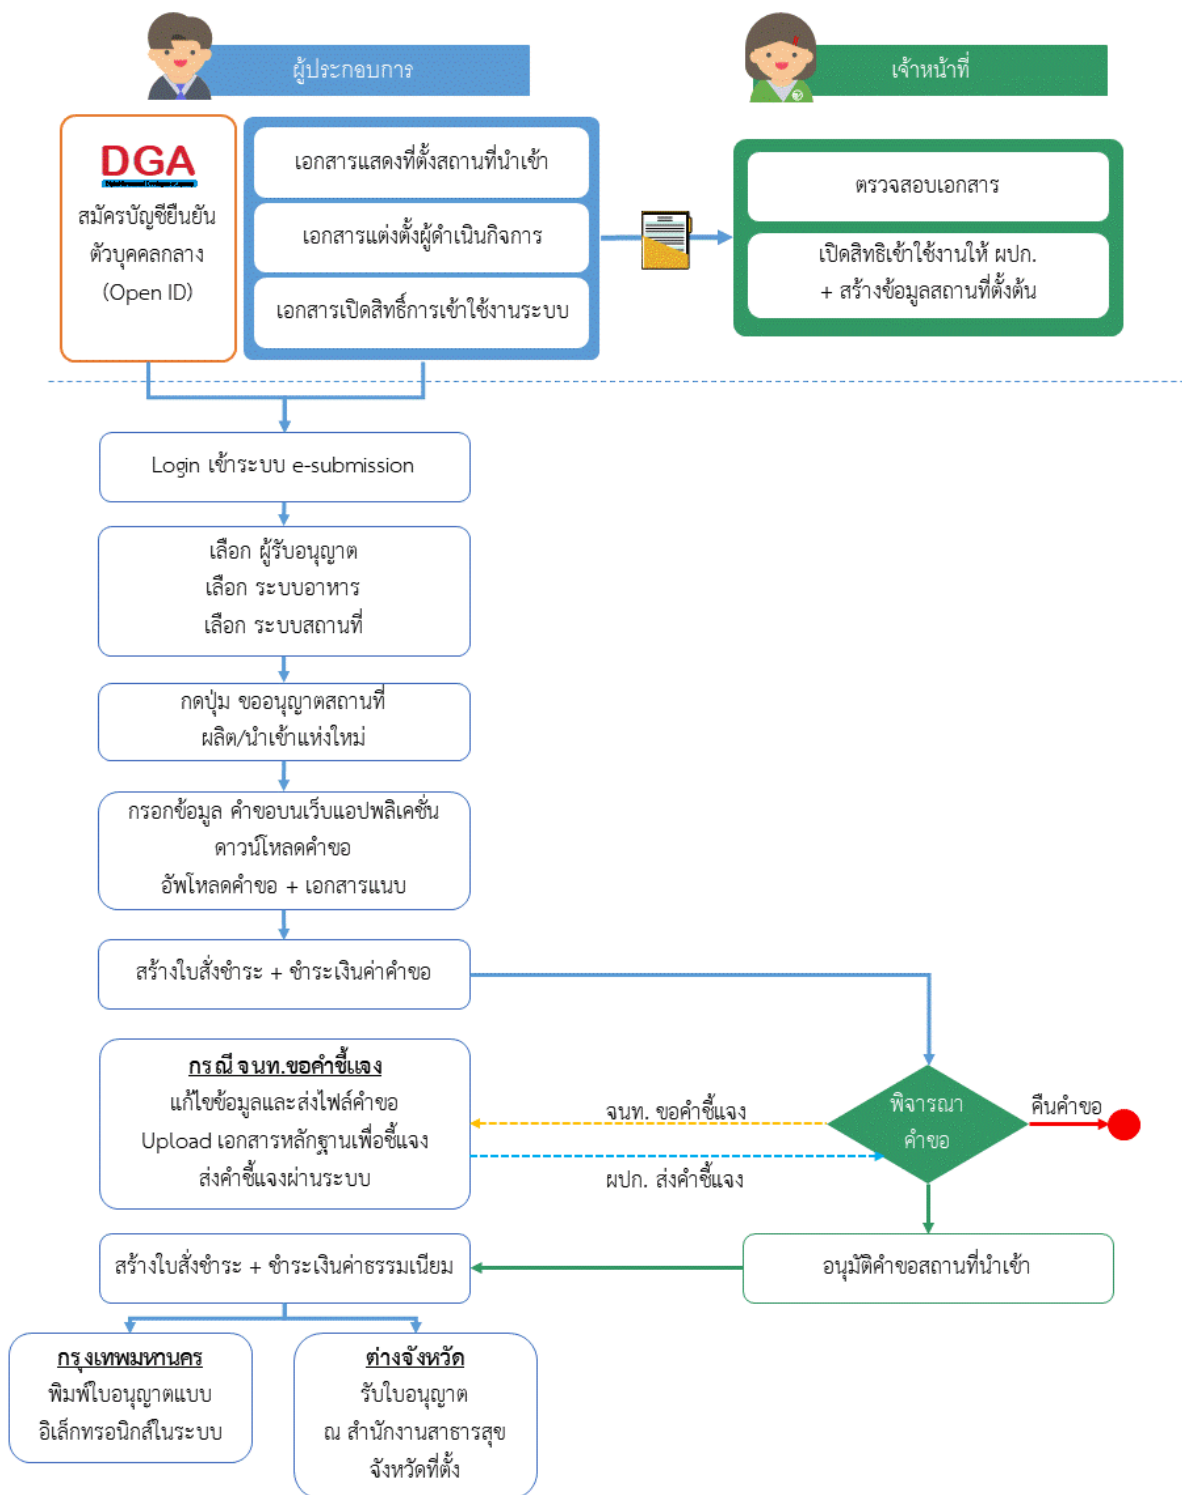 ผู้ประกอบการ
เจ้าหน้าที่
DGA
สมัครบัญชียืนยัน
ตัวบุคคลกลาง
(Open ID)
เอกสารแสดงที่ตั้งสถานที่นำเข้า
เอกสารแต่งตั้งผู้ดำเนินกิจการ
เอกสารเปิดสิทธิ์การเข้าใช้งานระบบ
ตรวจสอบเอกสาร
เปิดสิทธิเข้าใช้งานให้ ผปก.
+ สร้างข้อมูลสถานที่ตั้งต้น
Login เข้าระบบ e-submission
เลือก ผู้รับอนุญาต
เลือก ระบบอาหาร
เลือก ระบบสถานที่
กดปุ่ม ขออนุญาตสถานที่
ผลิต/นำเข้าแห่งใหม่
กรอกข้อมูล คำขอบนเว็บแอปพลิเคชั่น
ดาวน์โหลดคำขอ
อัพโหลดคำขอ + เอกสารแนบ
สร้างใบสั่งชำระ + ชำระเงินค่าคำขอ
กรณี จนท.ขอคำชี้แจง
แก้ไขข้อมูลและส่งไฟล์คำขอ
Upload เอกสารหลักฐานเพื่อชี้แจง
ส่งคำชี้แจงผ่านระบบ
จนท. ขอคำชี้แจง
ผปก. ส่งคำชี้แจง
พิจารณา
คำขอ
คืนคำขอ
สร้างใบสั่งชำระ + ชำระเงินค่าธรรมเนียม
อนุมัติคำขอสถานที่นำเข้า
กรุงเทพมหานคร
พิมพ์ใบอนุญาตแบบ
อิเล็กทรอนิกส์ในระบบ
ต่างจังหวัด
รับใบอนุญาต
ณ สำนักงานสาธารสุข
จังหวัดที่ตั้ง